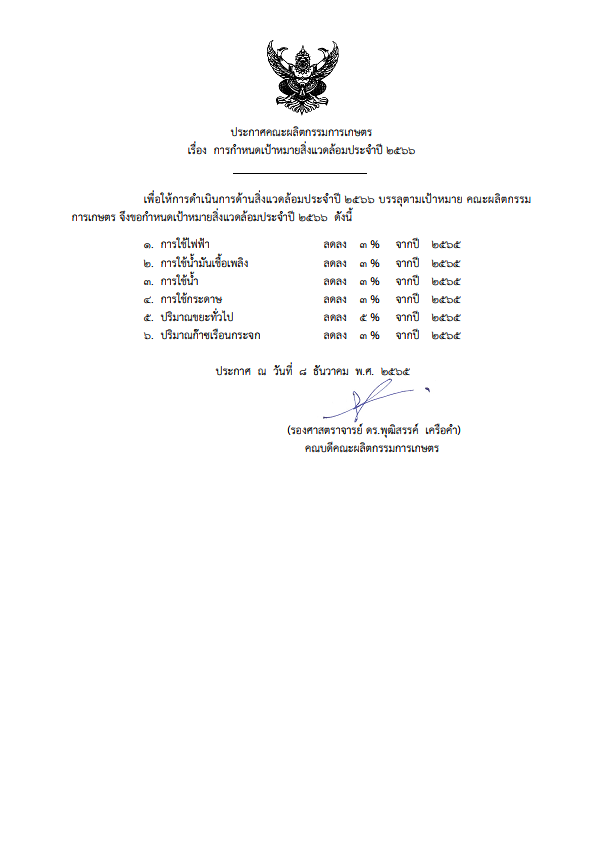 ประกาศคณะผลิตกรรมการเกษตร
เรื่อง การกำหนดเป้าหมายสิ่งแวดล้อมประจำปี ๒๕๖๖
เพื่อให้การดำเนินการด้านสิ่งแวดล้อมประจำปี ๒๕๖๖ บรรลุตามเป้าหมาย คณะผลิตกรรม
การเกษตร จึงขอกำหนดเป้าหมายสิ่งแวดล้อมประจำปี ๒๕๖๖ ดังนี้
๑. การใช้ไฟฟ้า ลดลง ๓ % จากปี ๒๕๖๕
๒. การใช้น้ำมันเชื้อเพลิง ลดลง ๓ % จากปี ๒๕๖๕
๓. การใช้น้ำ ลดลง ๓ % จากปี ๒๕๖๕
๔. การใช้กระดาษ ลดลง ๓ % จากปี ๒๕๖๕
๕. ปริมาณขยะทั่วไป ลดลง ๕ % จากปี ๒๕๖๕
๖. ปริมาณก๊าซเรือนกระจก ลดลง ๓ % จากปี ๒๕๖๕
ประกาศ ณ วันที่ ๘ ธันวาคม พ.ศ. ๒๕๖๕
(รองศาสตราจารย์ ดร.พุฒิสรรค์ เครือคำ)
คณบดีคณะผลิตกรรมการเกษตร